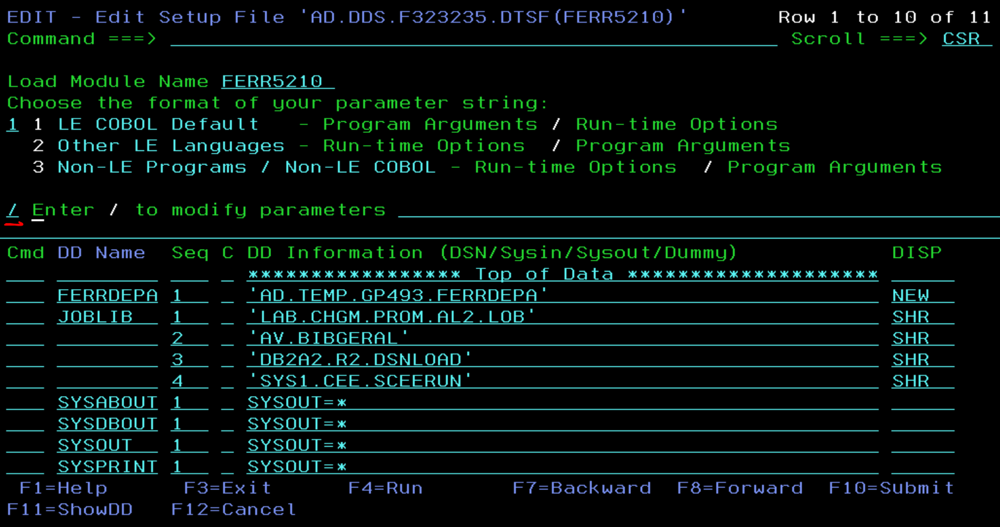 EDIT - Edit Setup File 'AD.DDS.F323235.DTSF(FERR5210)' Row 1 to 10 of 11
Command ===> Scroll ===> CSR
Load Module Name FERR5210
Choose the format of your parameter string:
1 1 LE COBOL Default - Program Arguments / Run-time Options
2 Other LE Languages - Run-time Options / Program Arguments
3 Non-LE Programs / Non-LE COBOL - Run-time Options / Program Arguments
/ Enter / to modify parameters
Cmd DD Name Seq C DD Information (DSN/Sysin/Sysout/Dummy) DISP
***************** Top of Data ********************
FERRDEPA 1 'AD.TEMP.GP493.FERRDEPA' NEW
JOBLIB 1 'LAB.CHGM.PROM.AL2.LOB' SHR
2 'AV.BIBGERAL' SHR
3 'DB2A2.R2.DSNLOAD' SHR
4 'SYS1.CEE.SCEERUN' SHR
SYSABOUT 1 SYSOUT=*
SYSDBOUT 1 SYSOUT=*
SYSOUT 1 SYSOUT=*
SYSPRINT 1 SYSOUT=*
F1=Help F3=Exit F4=Run F7=Backward F8=Forward F10=Submit
F11=ShowDD F12=Cancel